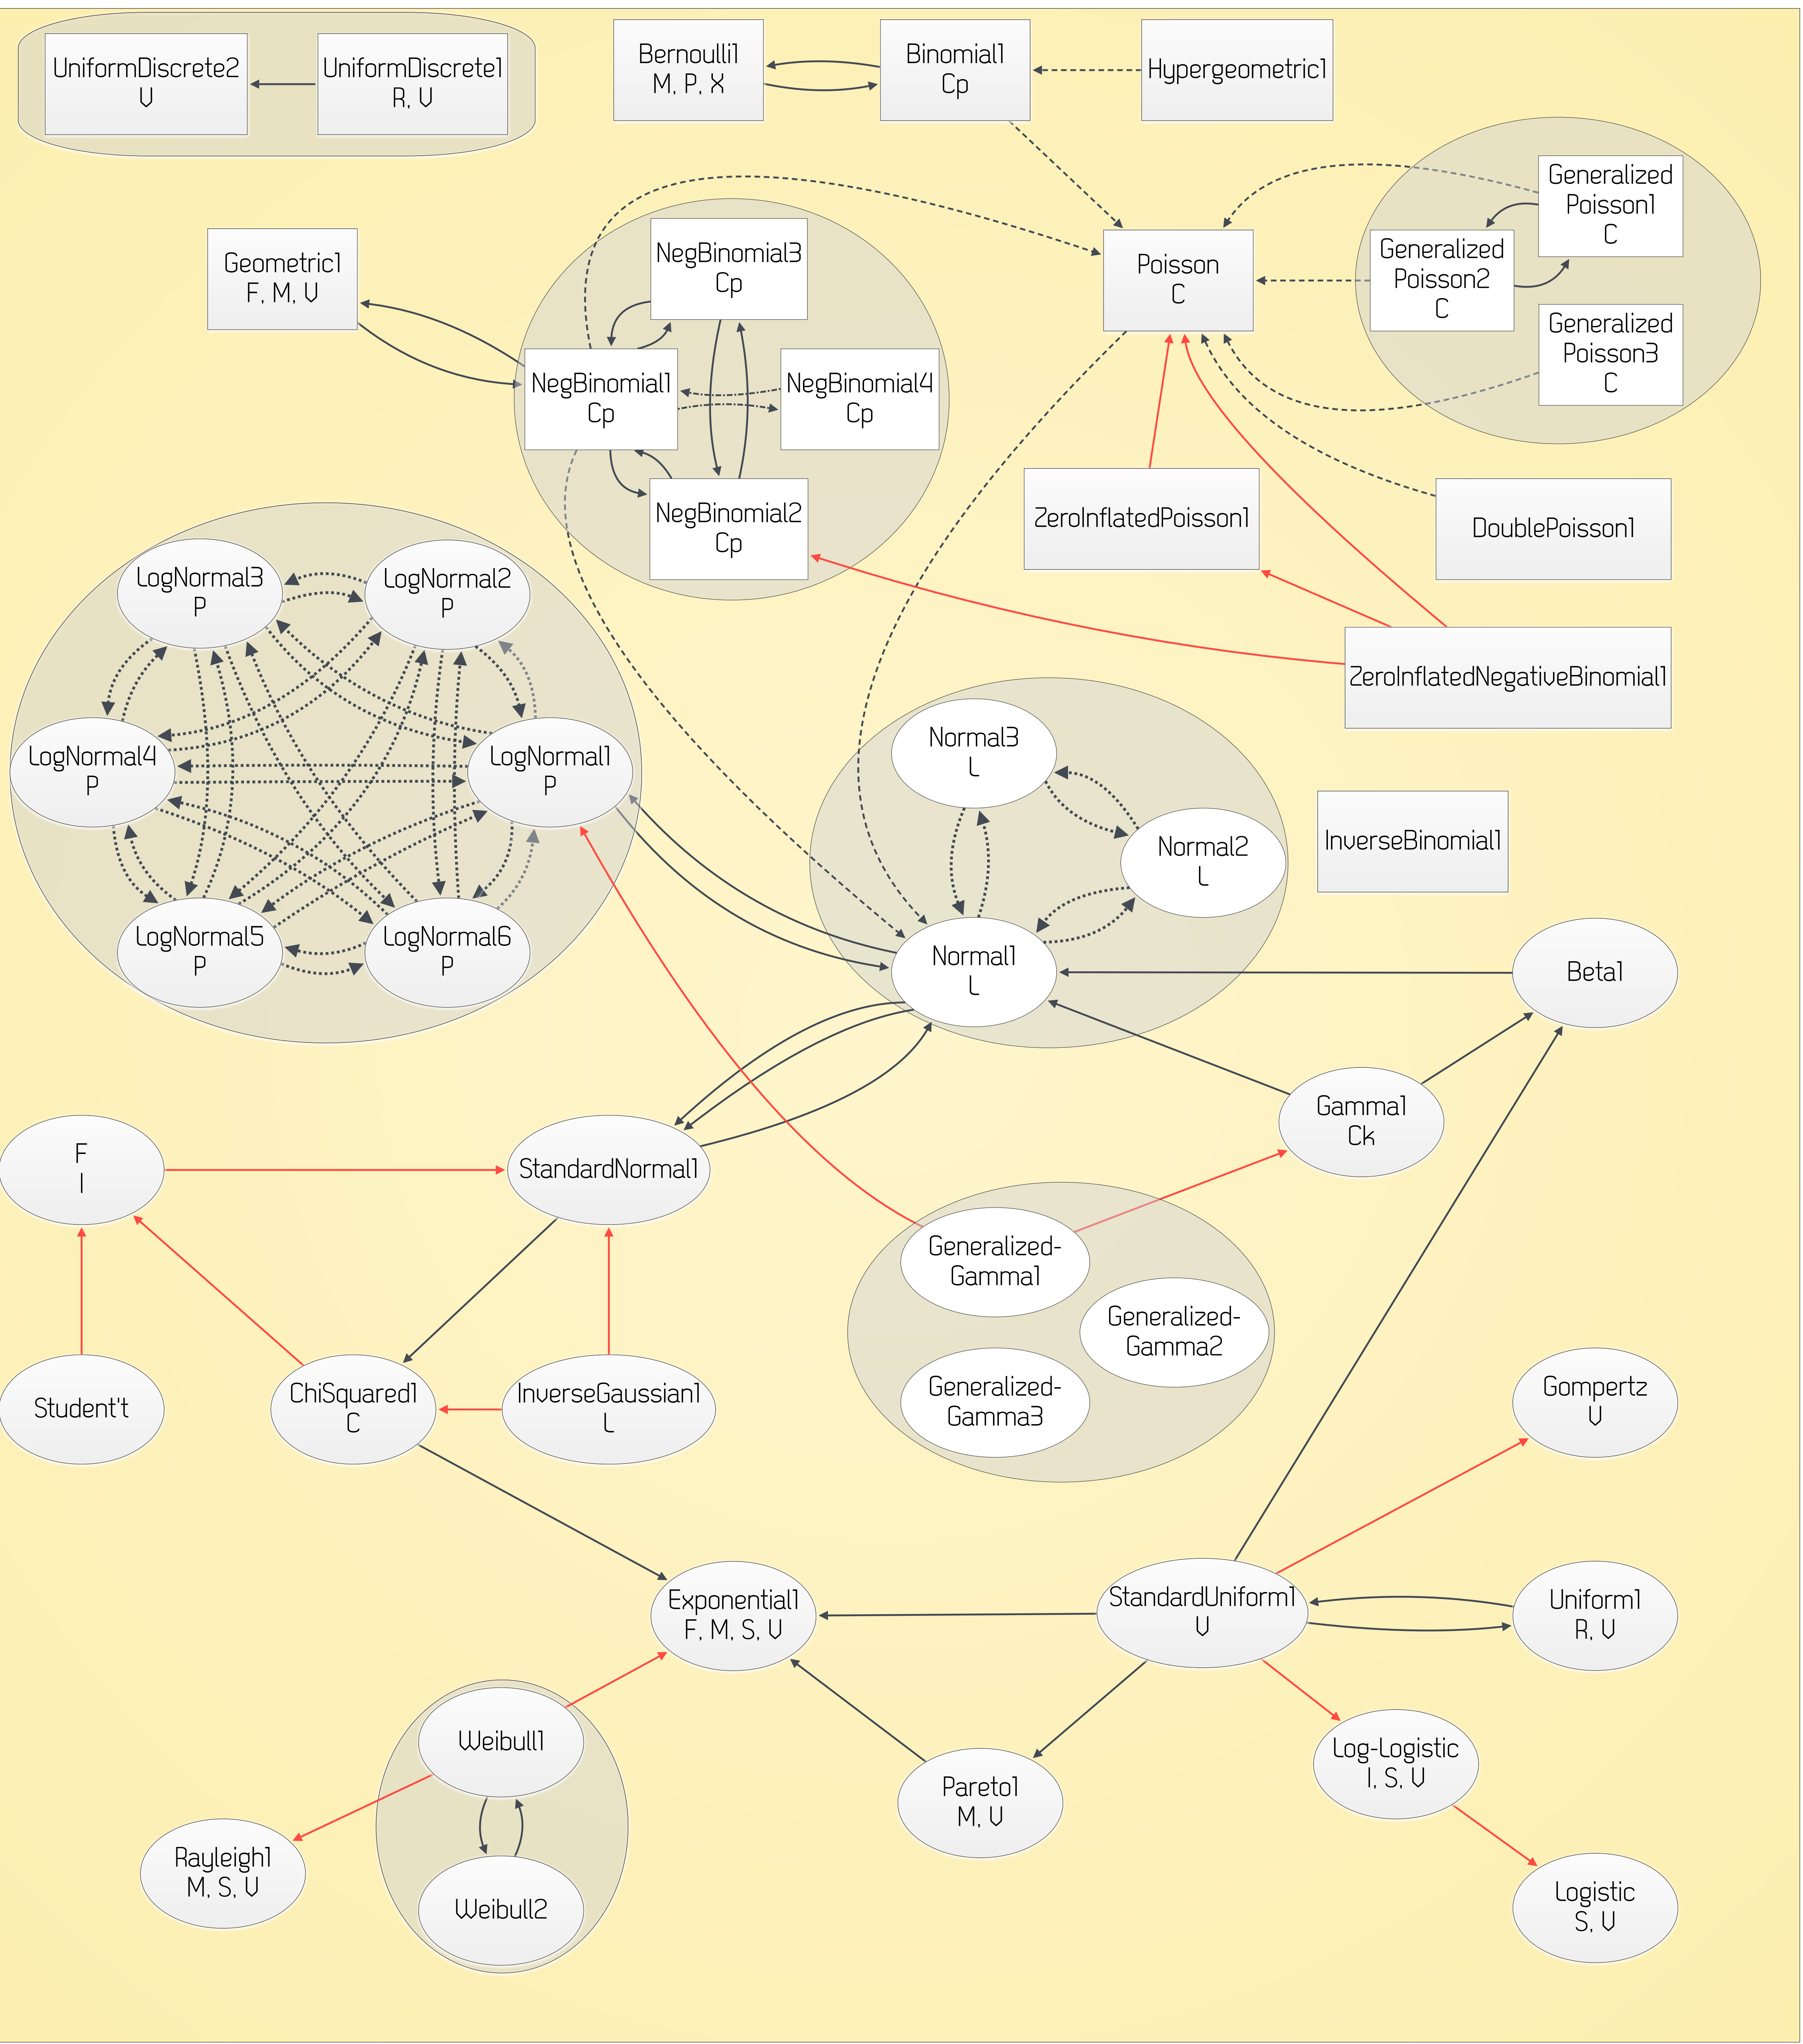 UniformDiscrete2
V
UniformDiscrete1
R, V
Bernoulli1
M, P, X
Binomial1
Cp
Hypergeometric1
Generalized
Poisson1
C
Generalized
Poisson2
C
Generalized
Poisson3
C
Poisson
C
Geometric1
F, M, V
NegBinomial3
Cp
NegBinomial1
Cp
NegBinomial4
Cp
NegBinomial2
Cp
ZeroInflatedPoisson1
DoublePoisson1
ZeroInflatedNegativeBinomial1
LogNormal3
P
LogNormal2
P
LogNormal4
P
LogNormal1
P
LogNormal5
P
LogNormal6
P
Normal3
L
Normal2
L
Normal1
L
InverseBinomial1
Beta1
Gamma1
Ck
F
I
StandardNormal1
Generalized-
Gamma1
Generalized-
Gamma2
Generalized-
Gamma3
Student't
ChiSquared1
C
InverseGaussian1
L
Gompertz
V
Exponential1
F, M, S, V
StandardUniform1
V
Uniform1
R, V
Weibull1
Weibull2
Pareto1
M, V
Log-Logistic
I, S, V
Rayleigh1
M, S, V
Logistic
S, V